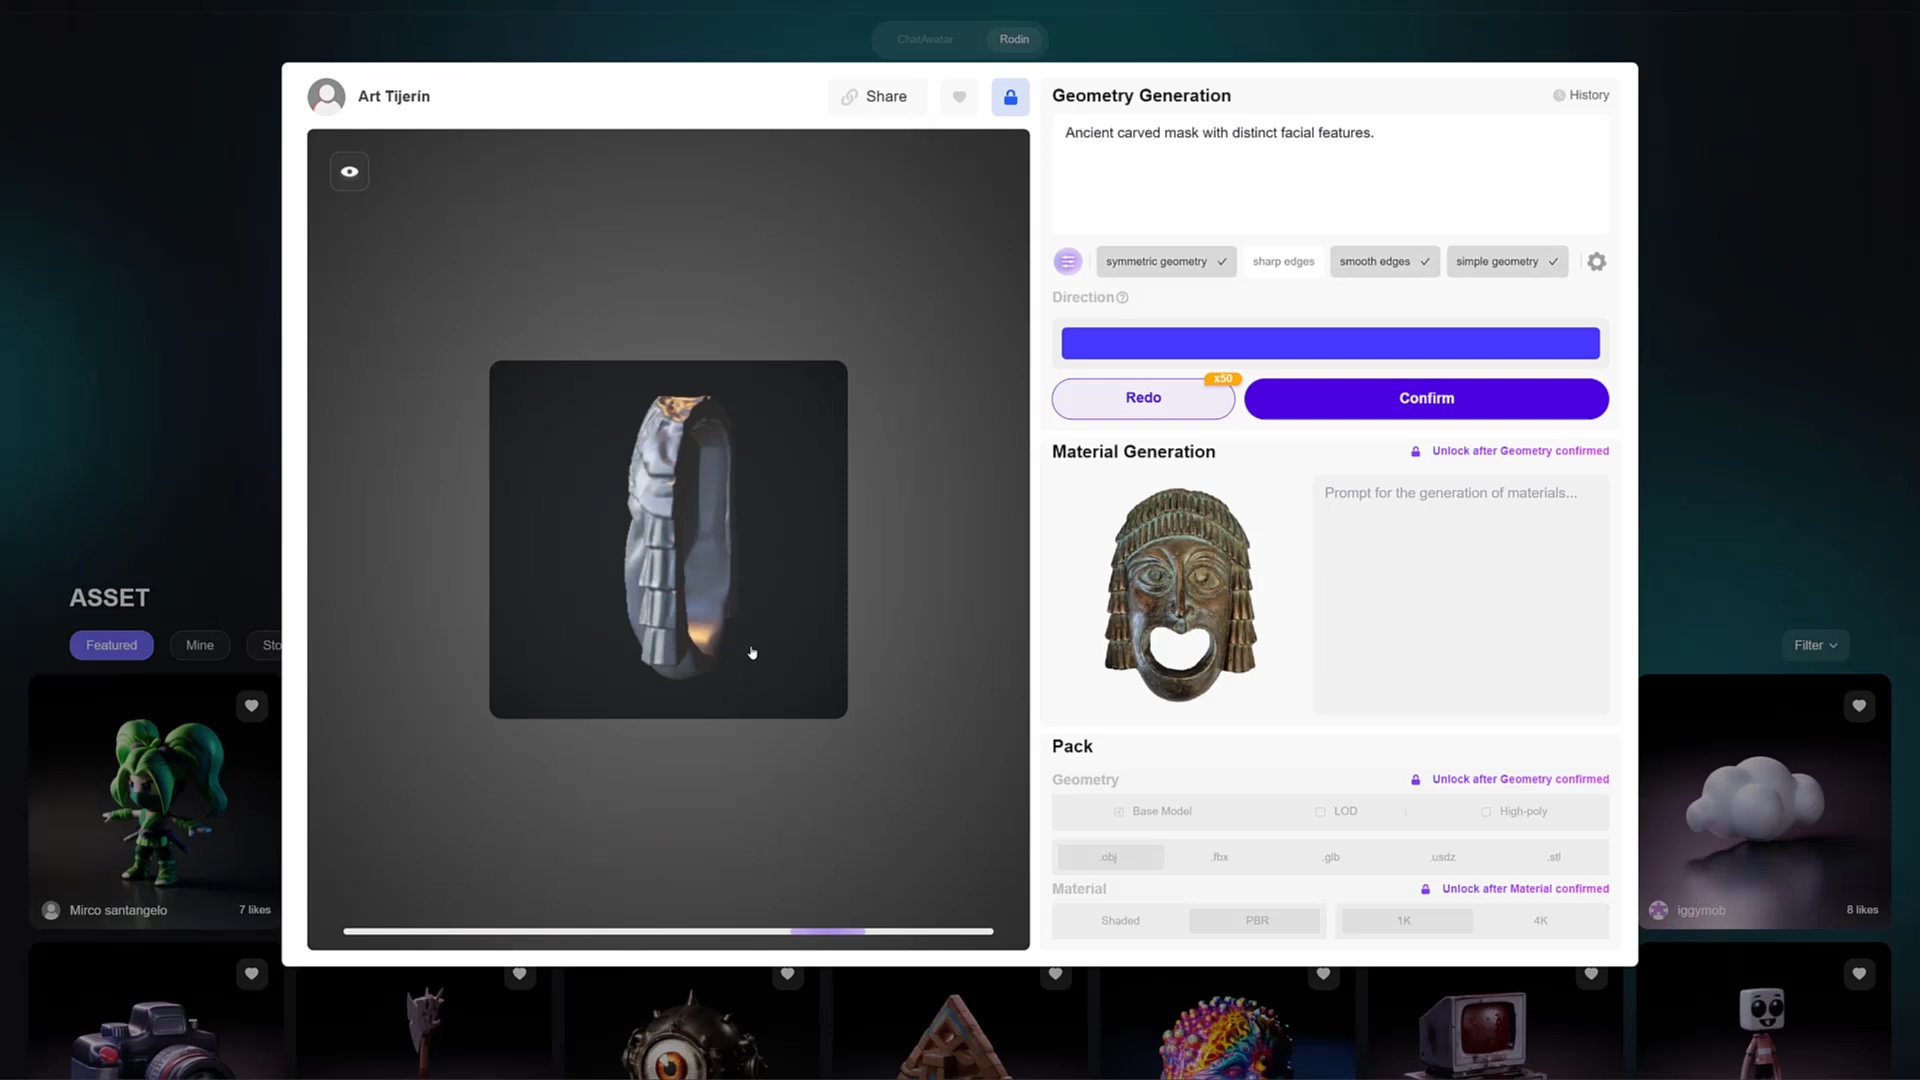 ChatAvatar
Rodin
Art Tijerín
Share
Geometry Generation
History
Ancient carved mask with distinct facial features.
symmetric geometry
sharp edges
smooth edges
simple geometry
Direction
x50
Redo
Confirm
Material Generation
Unlock after Geometry confirmed
Prompt for the generation of materials...
Pack
Geometry
Unlock after Geometry confirmed
Base Model
LOD
High-poly
.obj
.fbx
.glb
.usdz
.stl
Material
Unlock after Material confirmed
Shaded
PBR
1K
4K
ASSET
Featured
Mine
Sto
Filter
Mirco santangelo
7 likes
iggymob
8 likes